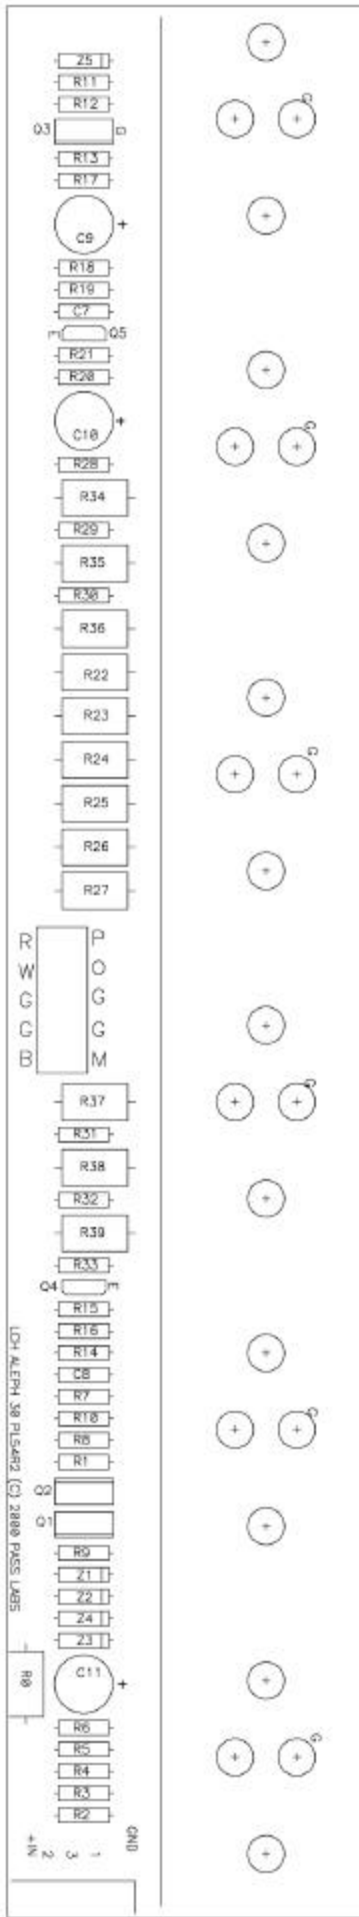 Z5
R11
R12
Q3 G
R13
R17
C9 +
R18
R19
C7
E Q5
R21
R20
C10 +
R28
R34
R29
R35
R30
R36
R22
R23
R24
R25
R26
R27
R P
W O
G G
G G
B M
R37
R31
R38
R32
R39
R33
Q4 E
R15
R16
R14
C8
R7
R10
R8
R1
Q2
Q1
R9
Z1
Z2
Z4
Z3
C11 +
R0
R6
R5
R4
R3
R2
GND
+IN 2 3 1
LCH ALEPH 30 PLS4R2 (C) 2000 PASS LABS
G
G
G
G
G
G